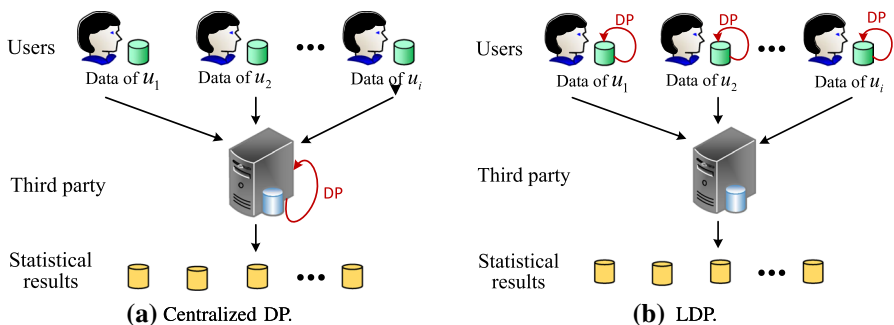 Users
Data of u1
Data of u2
Data of ui
Third party
DP
Statistical
results
(a) Centralized DP.
DP
DP
DP
Users
Data of u1
Data of u2
Data of ui
Third party
Statistical
results
(b) LDP.